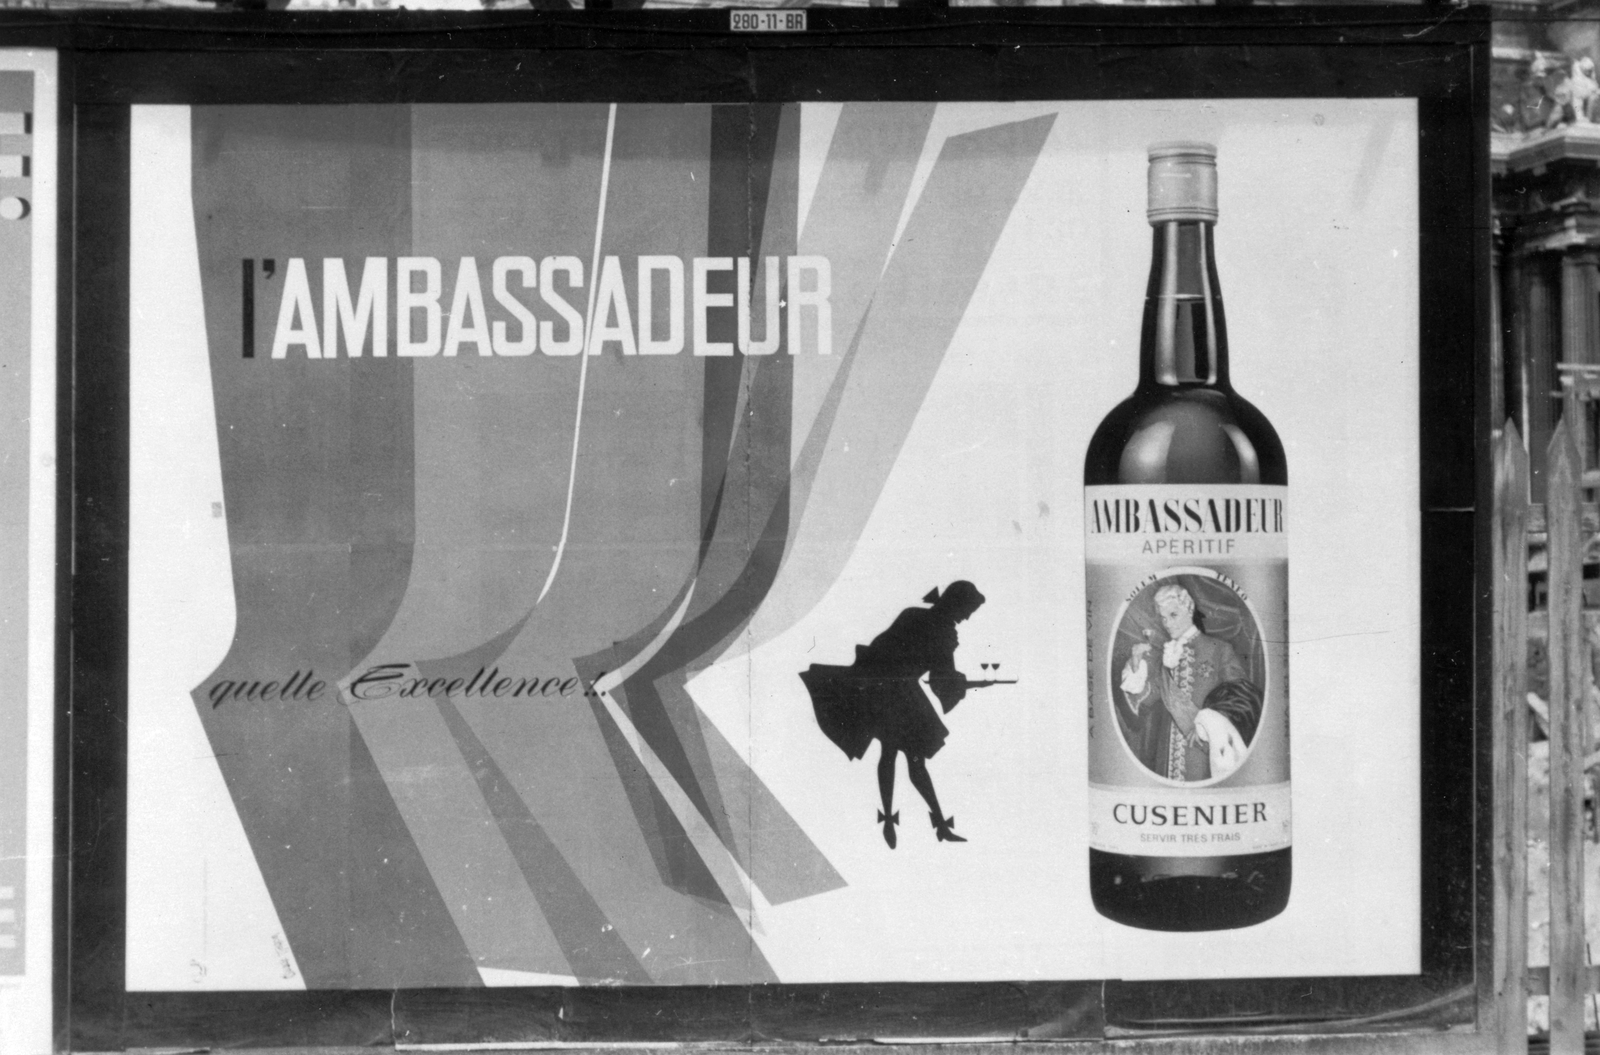 280-11-BR
l'AMBASSADEUR
quelle Excellence!..
AMBASSADEUR
APERITIF
CUSENIER
SERVIR TRES FRAIS